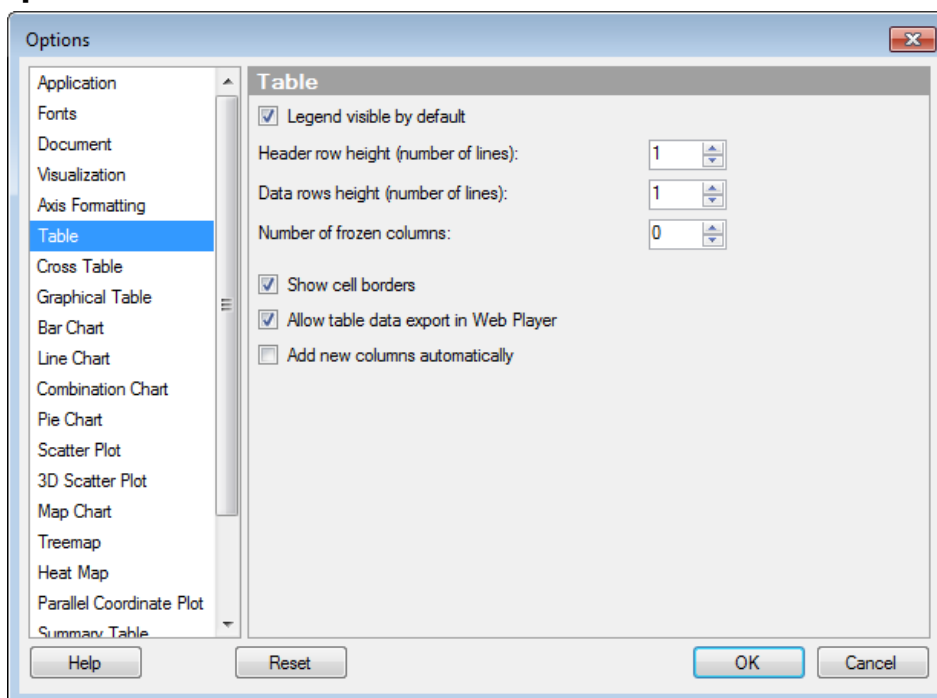 Options
Application
Fonts
Document
Visualization
Axis Formatting
Table
Cross Table
Graphical Table
Bar Chart
Line Chart
Combination Chart
Pie Chart
Scatter Plot
3D Scatter Plot
Map Chart
Treemap
Heat Map
Parallel Coordinate Plot
Summary Table
Table
Legend visible by default
Header row height (number of lines): 1
Data rows height (number of lines): 1
Number of frozen columns: 0
Show cell borders
Allow table data export in Web Player
Add new columns automatically
Help Reset OK Cancel